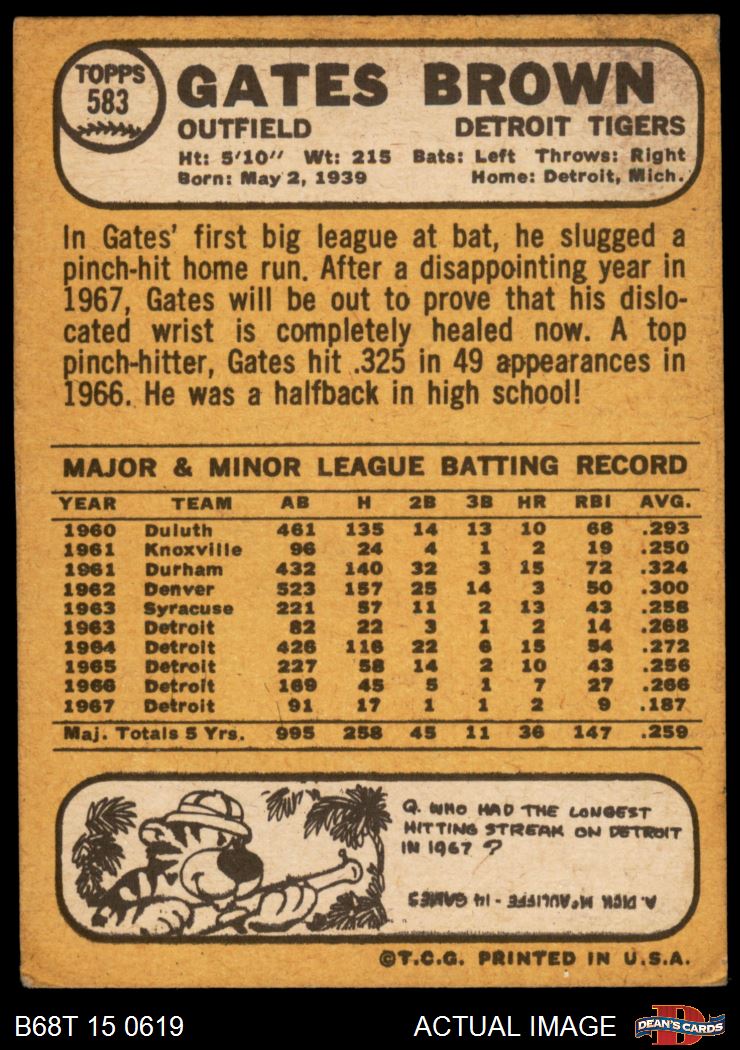 TOPPS
583
GATES BROWN
OUTFIELD DETROIT TIGERS
Ht: 5'10" Wt: 215 Bats: Left Throws: Right
Born: May 2, 1939 Home: Detroit, Mich.
In Gates' first big league at bat, he slugged a
pinch-hit home run. After a disappointing year in
1967, Gates will be out to prove that his dislo-
cated wrist is completely healed now. A top
pinch-hitter, Gates hit .325 in 49 appearances in
1966. He was a halfback in high school!
MAJOR & MINOR LEAGUE BATTING RECORD
YEAR TEAM AB H 2B 3B HR RBI AVG.
1960 Duluth 461 135 14 13 10 68 .293
1961 Knoxville 96 24 4 1 2 19 .250
1961 Durham 432 140 32 3 15 72 .324
1962 Denver 523 157 25 14 3 50 .300
1963 Syracuse 221 57 11 2 13 43 .258
1963 Detroit 82 22 3 1 2 14 .268
1964 Detroit 426 116 22 6 15 54 .272
1965 Detroit 227 58 14 2 10 43 .256
1966 Detroit 169 45 5 1 7 27 .266
1967 Detroit 91 17 1 1 2 9 .187
Maj. Totals 5 Yrs. 995 258 45 11 36 147 .259
Q. WHO HAD THE LONGEST
HITTING STREAK ON DETROIT
IN 1967?
A. DICK McAULIFFE - 14 GAMES
©T.C.G. PRINTED IN U.S.A.
B68T 15 0619 ACTUAL IMAGE D DEAN'S CARDS